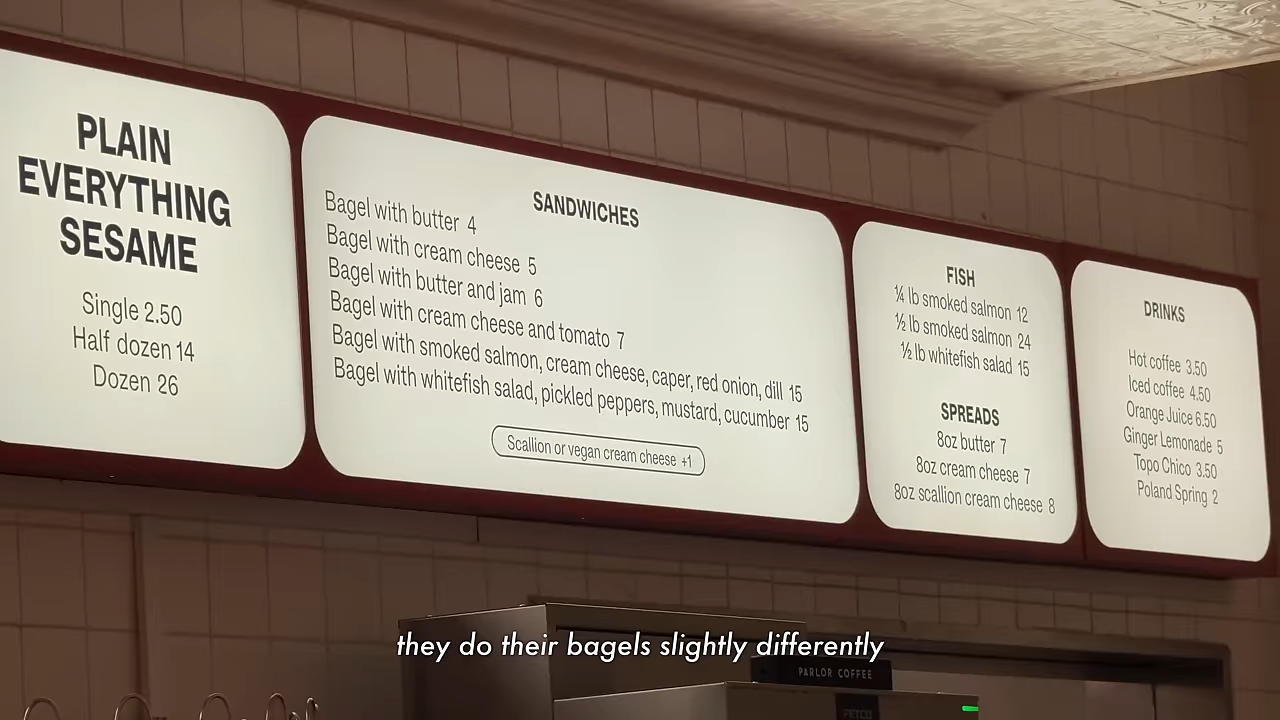 PLAIN
EVERYTHING
SESAME
Single 2.50
Half dozen 14
Dozen 26
SANDWICHES
Bagel with butter 4
Bagel with cream cheese 5
Bagel with butter and jam 6
Bagel with cream cheese and tomato 7
Bagel with smoked salmon, cream cheese, caper, red onion, dill 15
Bagel with whitefish salad, pickled peppers, mustard, cucumber 15
Scallion or vegan cream cheese +1
FISH
¼ lb smoked salmon 12
½ lb smoked salmon 24
½ lb whitefish salad 15
SPREADS
8oz butter 7
8oz cream cheese 7
8oz scallion cream cheese 8
DRINKS
Hot coffee 3.50
Iced coffee 4.50
Orange Juice 6.50
Ginger Lemonade 5
Topo Chico 3.50
Poland Spring 2
they do their bagels slightly differently
PARLOR COFFEE
FETCO